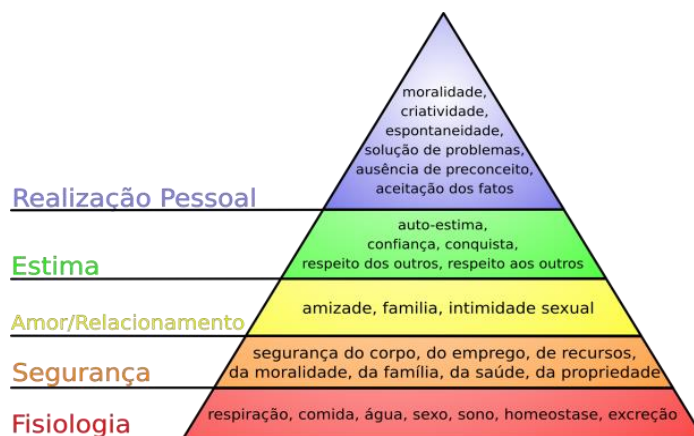 moralidade,
criatividade,
espontaneidade,
solução de problemas,
ausência de preconceito,
aceitação dos fatos
Realização Pessoal
auto-estima,
confiança, conquista,
respeito dos outros, respeito aos outros
Estima
amizade, familia, intimidade sexual
Amor/Relacionamento
segurança do corpo, do emprego, de recursos,
da moralidade, da família, da saúde, da propriedade
Segurança
respiração, comida, água, sexo, sono, homeostase, excreção
Fisiologia